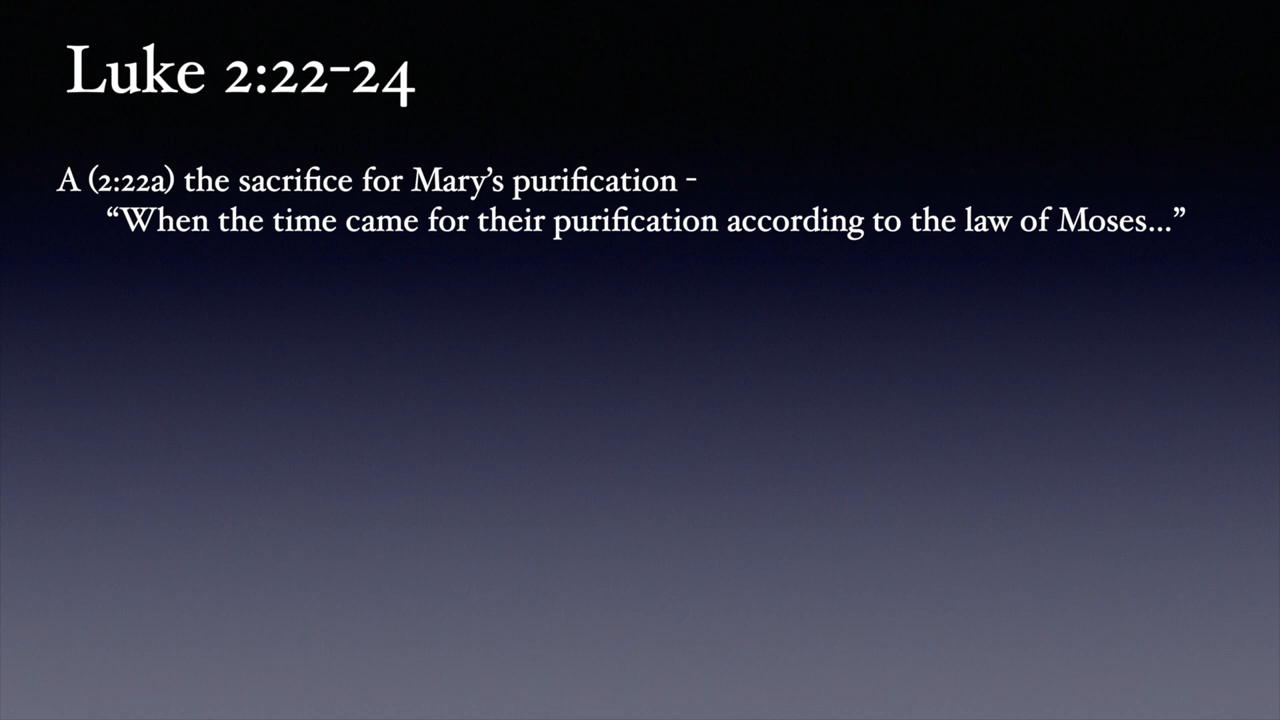 Luke 2:22-24
A (2:22a) the sacrifice for Mary’s purification -
“When the time came for their purification according to the law of Moses...”